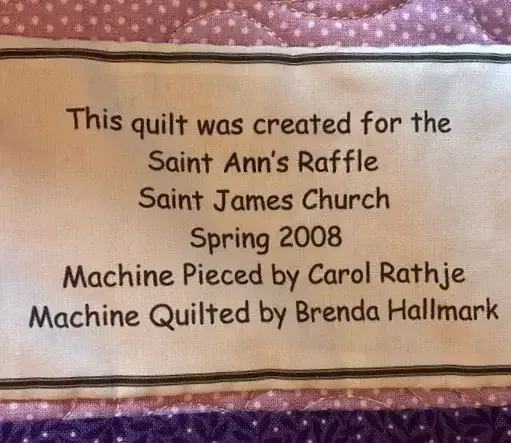 This quilt was created for the
Saint Ann's Raffle
Saint James Church
Spring 2008
Machine Pieced by Carol Rathje
Machine Quilted by Brenda Hallmark